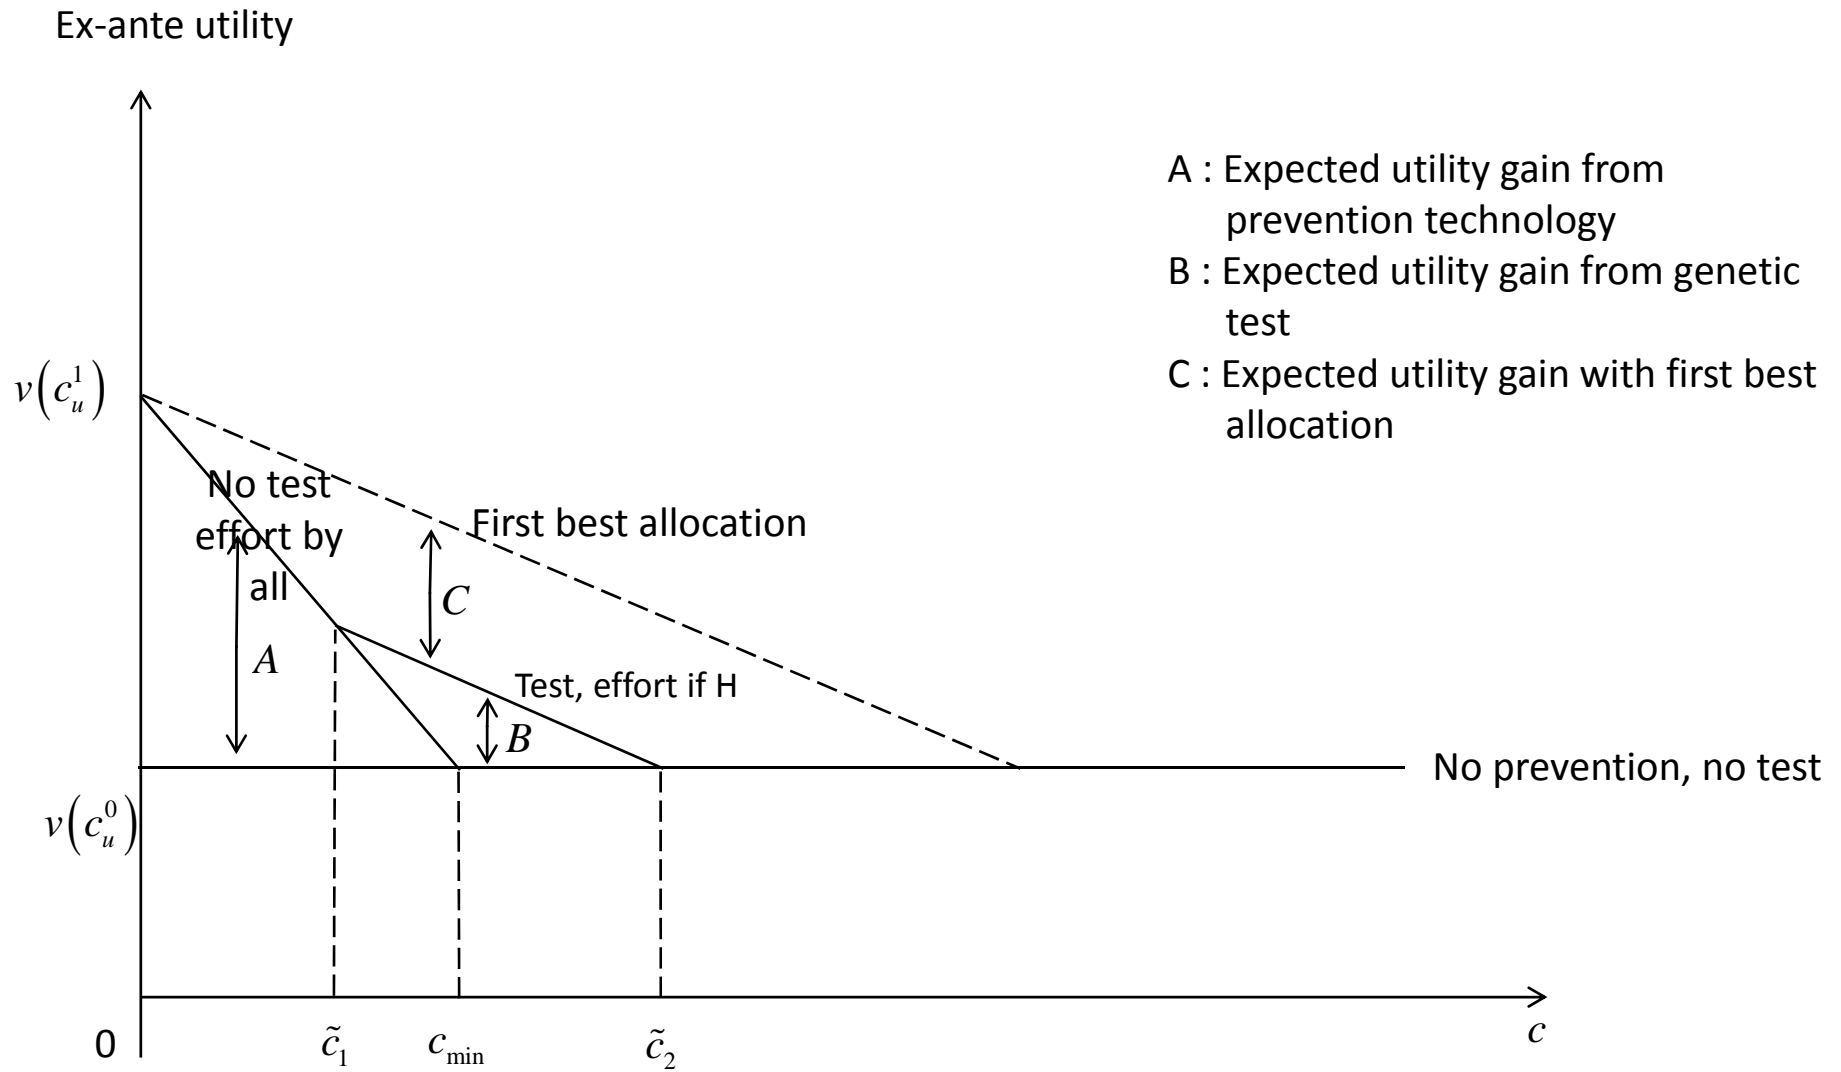 Ex-ante utility
A : Expected utility gain from
prevention technology
B : Expected utility gain from genetic
test
C : Expected utility gain with first best
allocation
v(c_u^1)
No test
effort by
all
First best allocation
C
A
Test, effort if H
B
No prevention, no test
v(c_u^0)
0
c̃_1
c_min
c̃_2
c